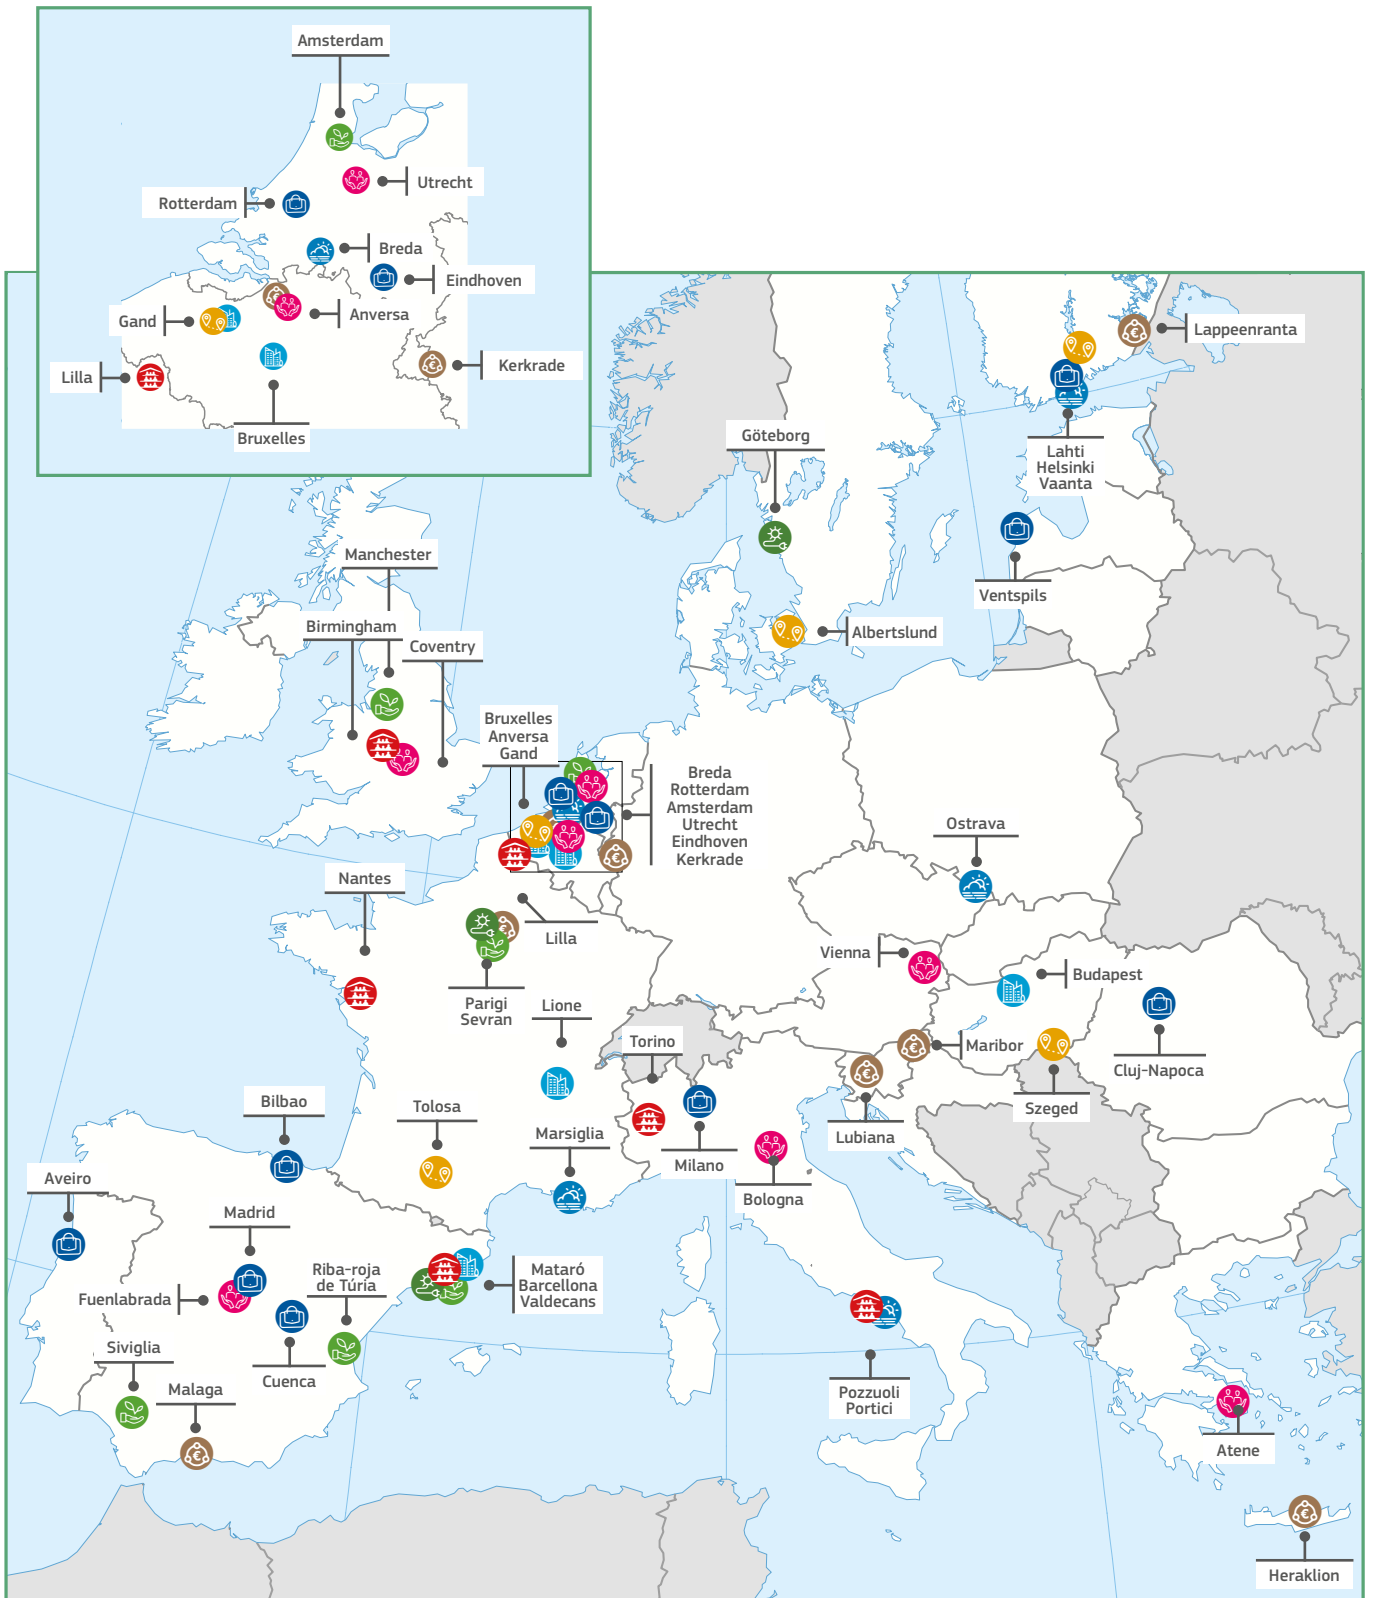 Amsterdam
Utrecht
Rotterdam
Breda
Eindhoven
Gand
Anversa
Lilla
Kerkrade
Bruxelles
Lappeenranta
Göteborg
Lahti
Helsinki
Vaanta
Manchester
Ventspils
Birmingham
Albertslund
Coventry
Bruxelles
Anversa
Gand
Breda
Rotterdam
Amsterdam
Utrecht
Eindhoven
Kerkrade
Ostrava
Nantes
Lilla
Vienna
Budapest
Parigi
Sevran
Lione
Torino
Maribor
Cluj-Napoca
Bilbao
Tolosa
Szeged
Marsiglia
Lubiana
Milano
Aveiro
Bologna
Madrid
Riba-roja
de Túria
Mataró
Barcellona
Valdecans
Fuenlabrada
Siviglia
Cuenca
Malaga
Pozzuoli
Portici
Atene
Heraklion